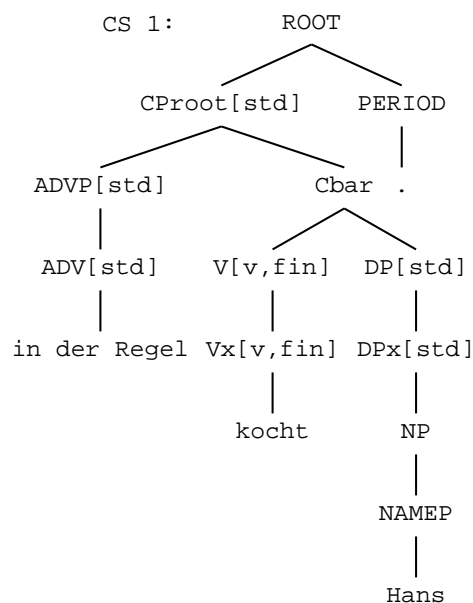 CS 1: ROOT
CProot[std] PERIOD
ADVP[std] Cbar .
ADV[std] V[v,fin] DP[std]
in der Regel Vx[v,fin] DPx[std]
kocht NP
NAMEP
Hans